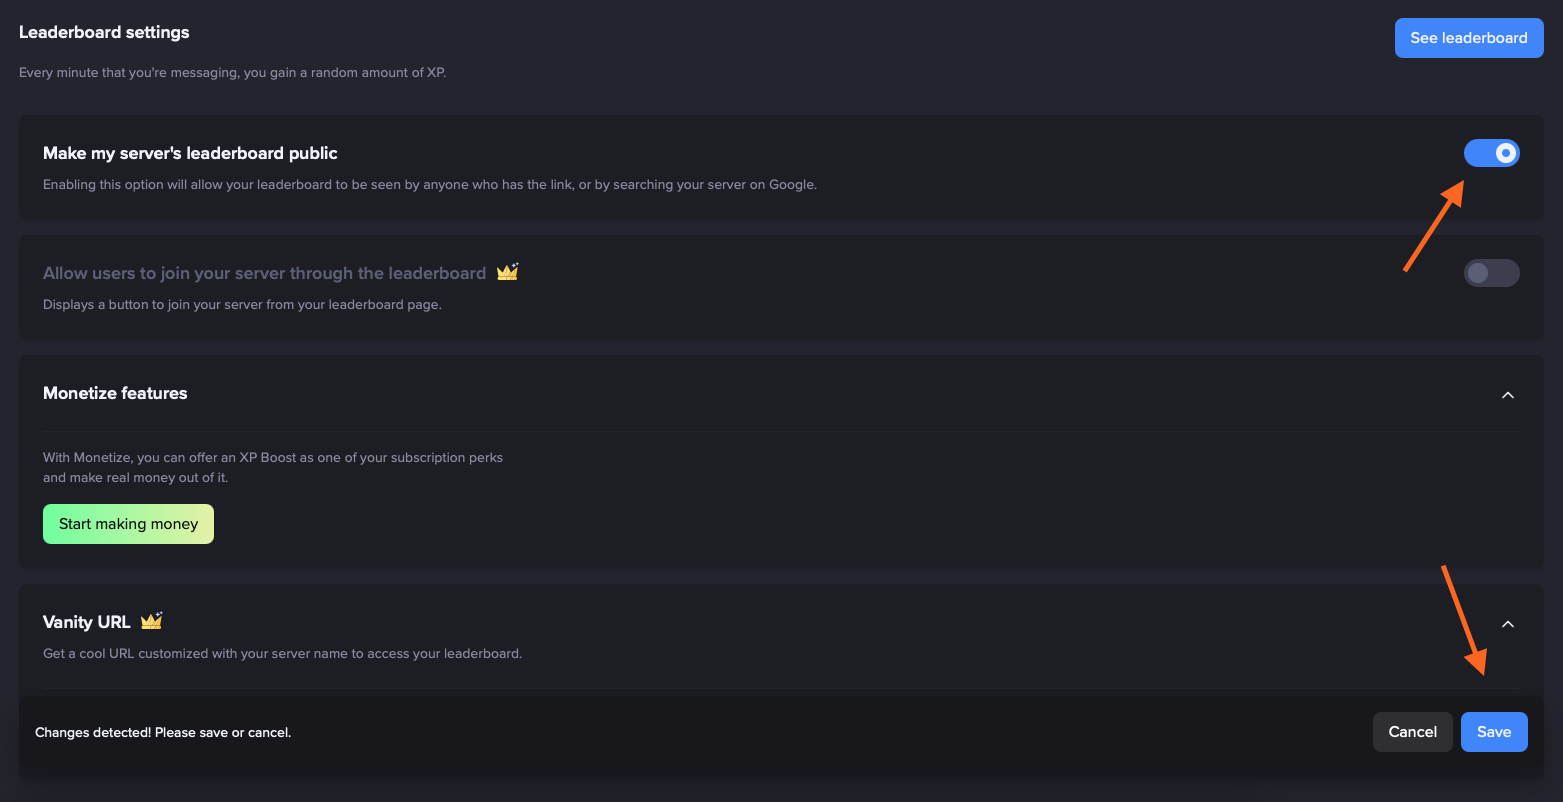 Leaderboard settings
See leaderboard
Every minute that you're messaging, you gain a random amount of XP.
Make my server's leaderboard public
Enabling this option will allow your leaderboard to be seen by anyone who has the link, or by searching your server on Google.
Allow users to join your server through the leaderboard
Displays a button to join your server from your leaderboard page.
Monetize features
With Monetize, you can offer an XP Boost as one of your subscription perks
and make real money out of it.
Start making money
Vanity URL
Get a cool URL customized with your server name to access your leaderboard.
Changes detected! Please save or cancel.
Cancel
Save